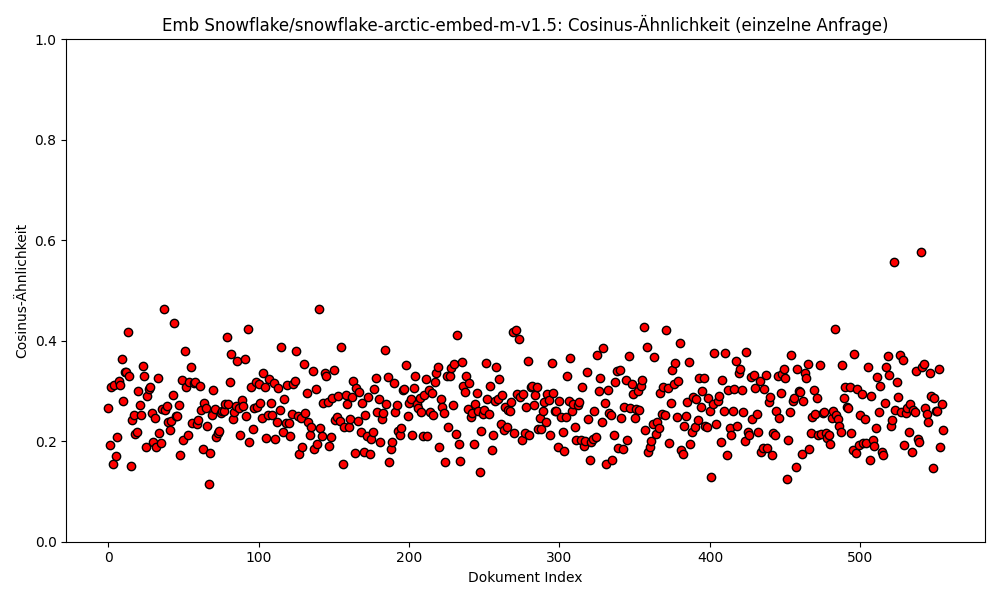 Emb Snowflake/snowflake-arctic-embed-m-v1.5: Cosinus-Ähnlichkeit (einzelne Anfrage)
1.0
0.8
0.6
0.4
0.2
0.0
Cosinus-Ähnlichkeit
0 100 200 300 400 500
Dokument Index